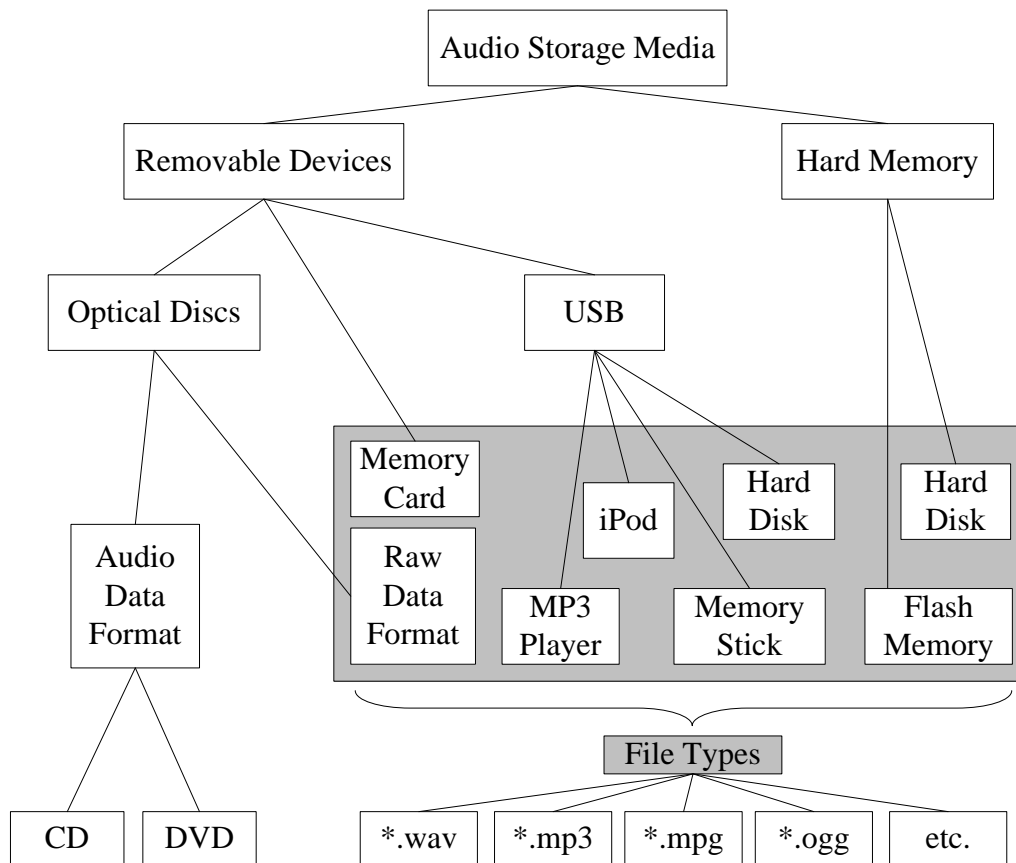 Audio Storage Media
Removable Devices
Hard Memory
Optical Discs
USB
Memory
Card
iPod
Hard
Disk
Hard
Disk
Audio
Data
Format
Raw
Data
Format
MP3
Player
Memory
Stick
Flash
Memory
File Types
CD
DVD
*.wav
*.mp3
*.mpg
*.ogg
etc.